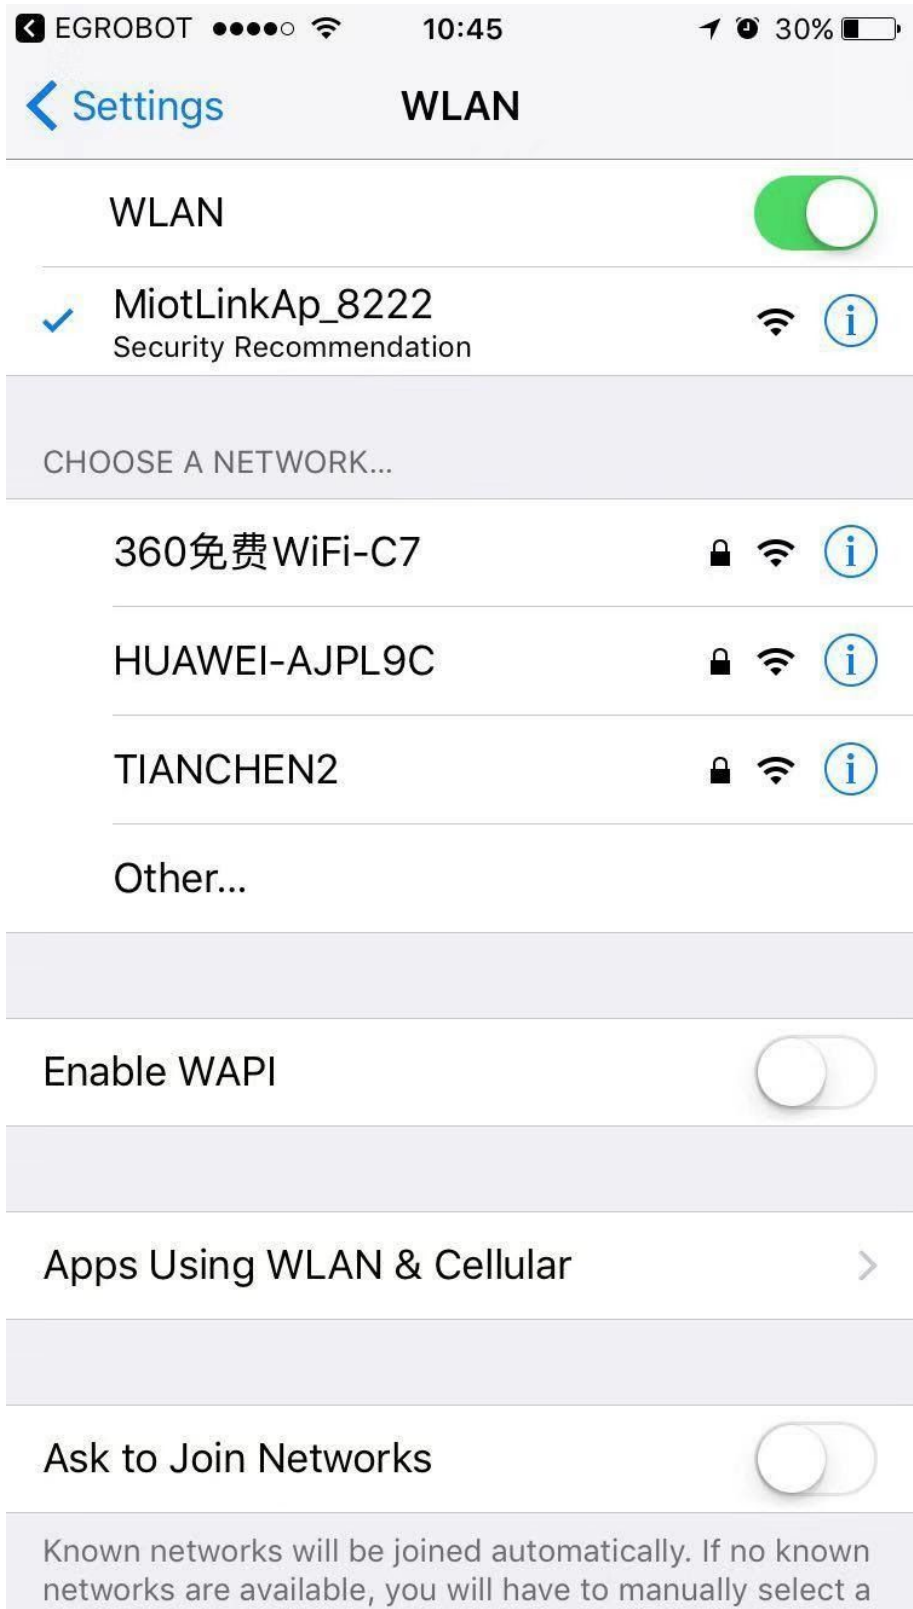 EGROBOT 10:45 30%
Settings WLAN
WLAN
MiotLinkAp_8222
Security Recommendation
CHOOSE A NETWORK...
360免费WiFi-C7
HUAWEI-AJPL9C
TIANCHEN2
Other...
Enable WAPI
Apps Using WLAN & Cellular
Ask to Join Networks
Known networks will be joined automatically. If no known
networks are available, you will have to manually select a